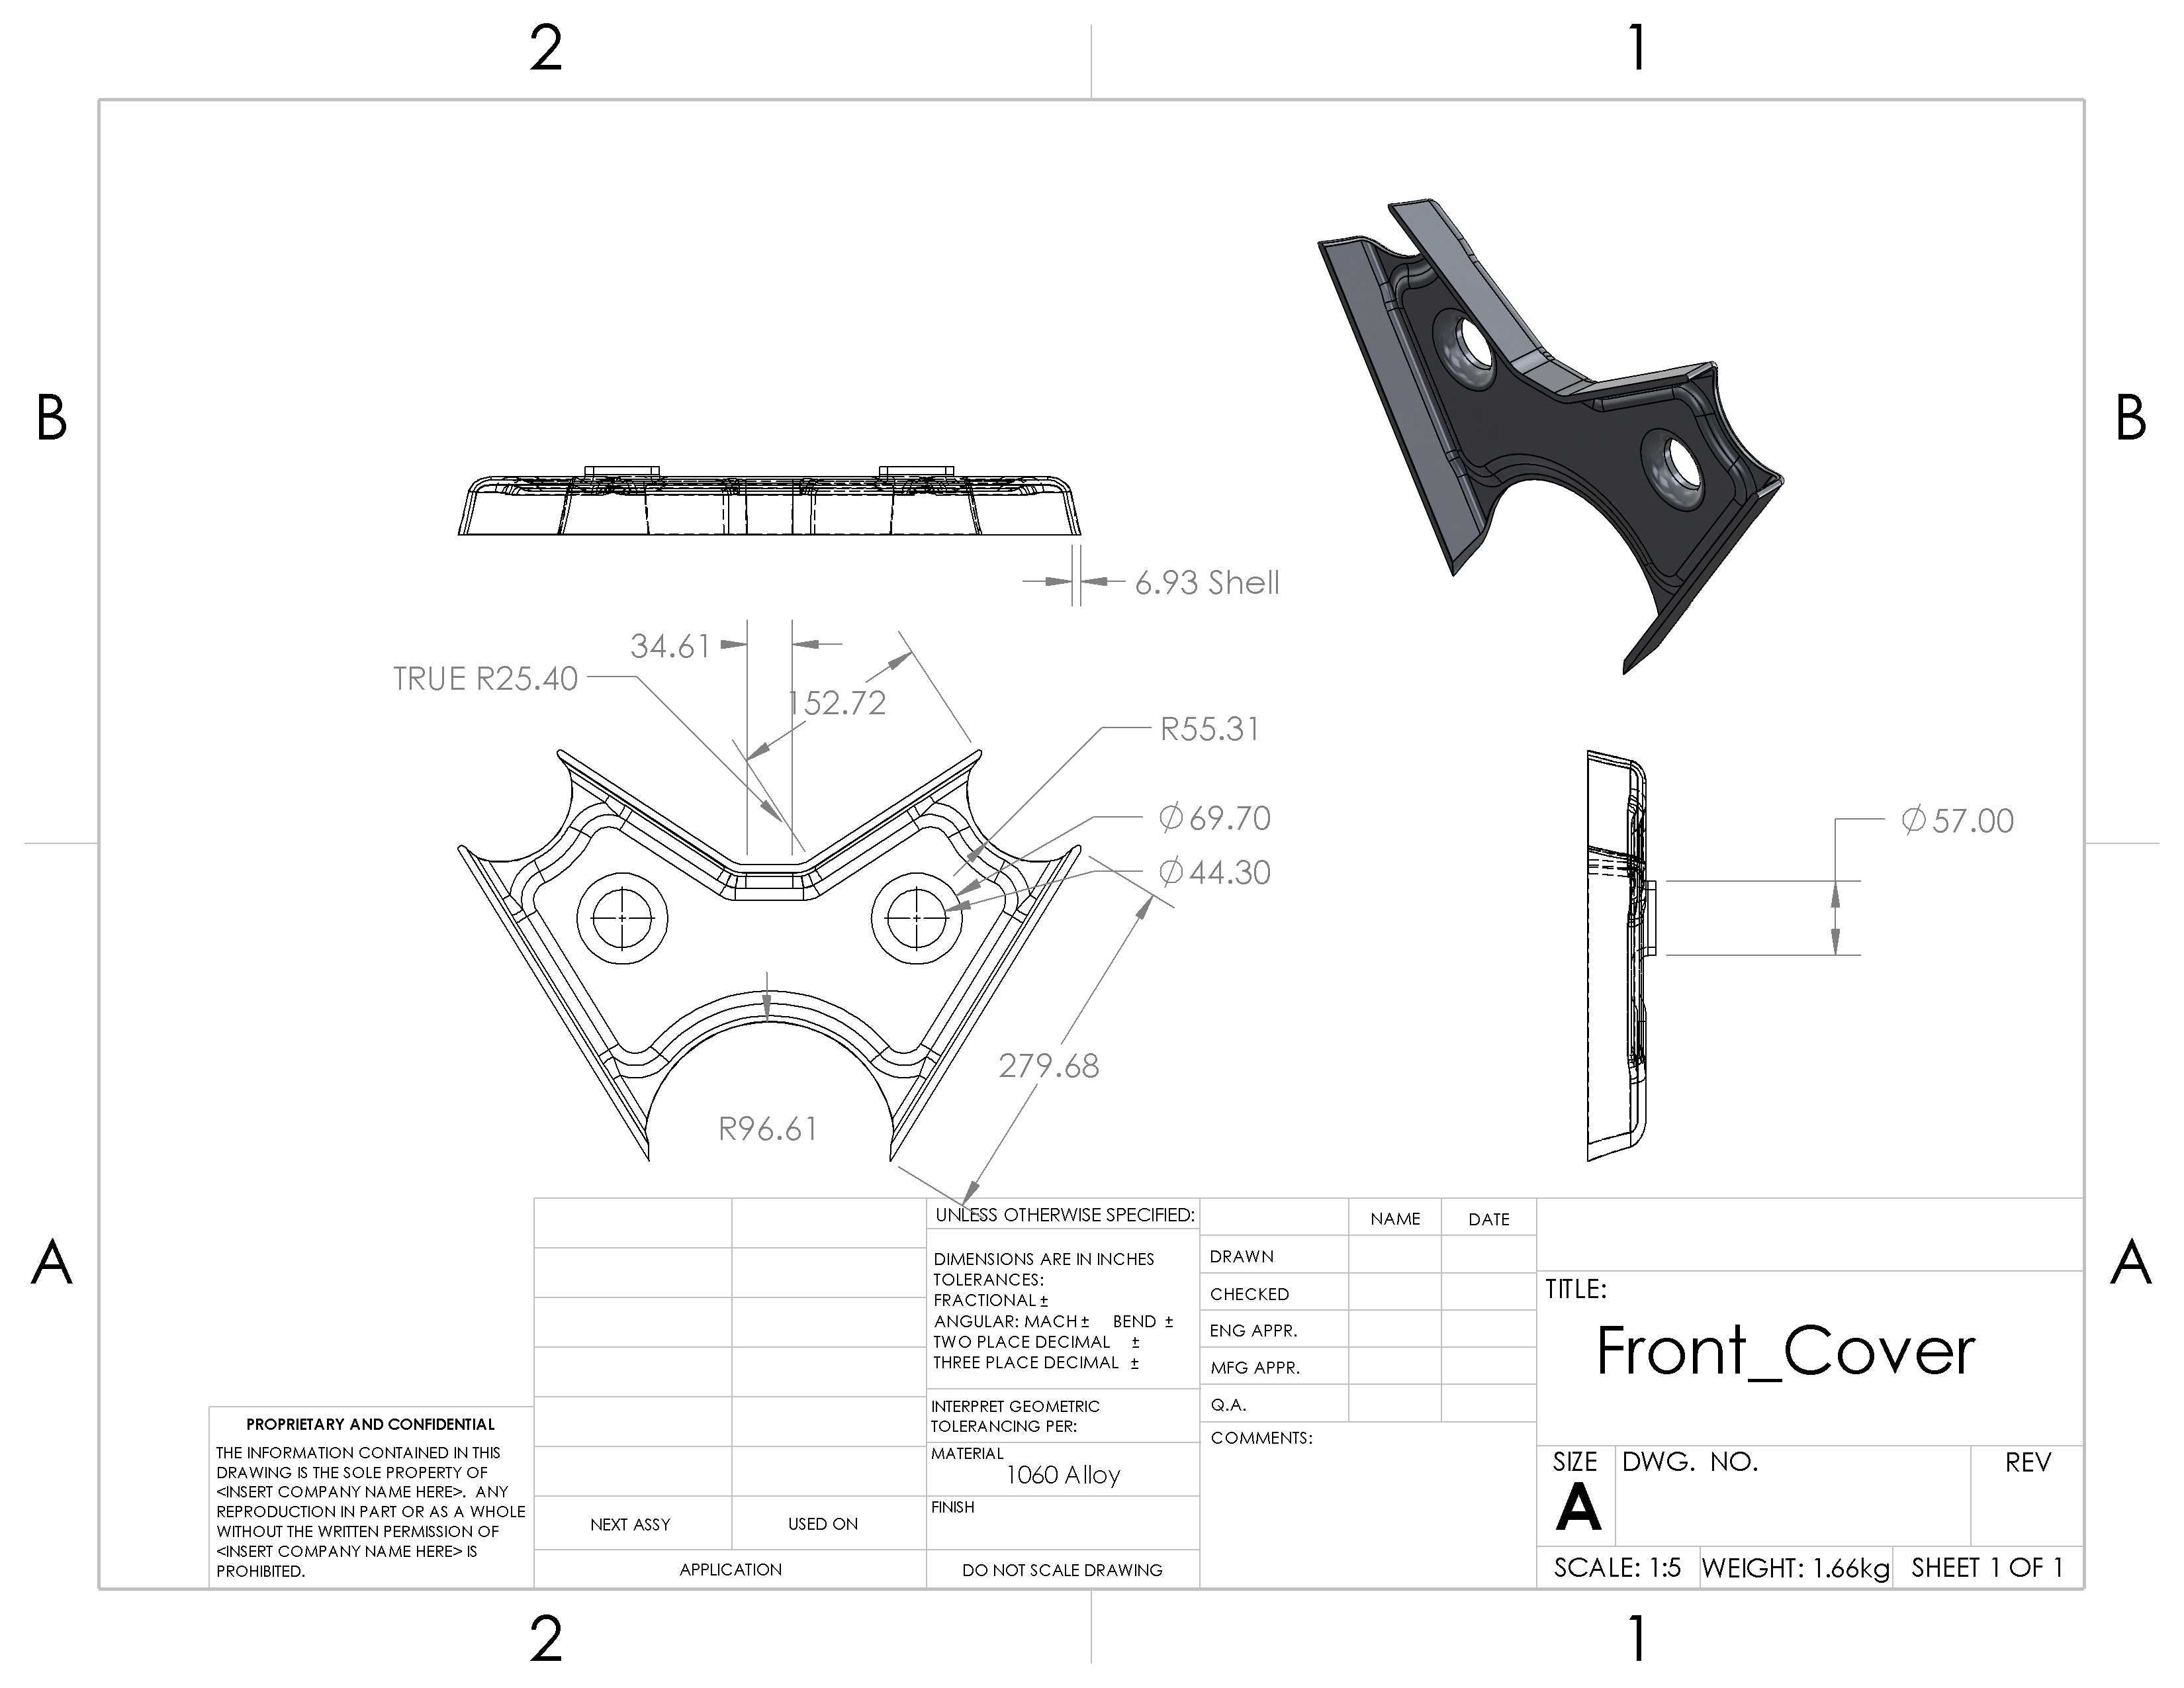 2
1
B
B
6.93 Shell
34.61
TRUE R25.40
152.72
R55.31
⌀69.70
⌀57.00
⌀44.30
279.68
R96.61
A
A
UNLESS OTHERWISE SPECIFIED:
DIMENSIONS ARE IN INCHES
TOLERANCES:
FRACTIONAL ±
ANGULAR: MACH ± BEND ±
TWO PLACE DECIMAL ±
THREE PLACE DECIMAL ±
INTERPRET GEOMETRIC
TOLERANCING PER:
MATERIAL
1060 Alloy
FINISH
DO NOT SCALE DRAWING
NAME DATE
DRAWN
CHECKED
ENG APPR.
MFG APPR.
Q.A.
COMMENTS:
TITLE:
Front_Cover
SIZE DWG. NO. REV
A
SCALE: 1:5 WEIGHT: 1.66kg SHEET 1 OF 1
PROPRIETARY AND CONFIDENTIAL
THE INFORMATION CONTAINED IN THIS
DRAWING IS THE SOLE PROPERTY OF
<INSERT COMPANY NAME HERE>. ANY
REPRODUCTION IN PART OR AS A WHOLE
WITHOUT THE WRITTEN PERMISSION OF
<INSERT COMPANY NAME HERE> IS
PROHIBITED.
NEXT ASSY USED ON
APPLICATION
2
1